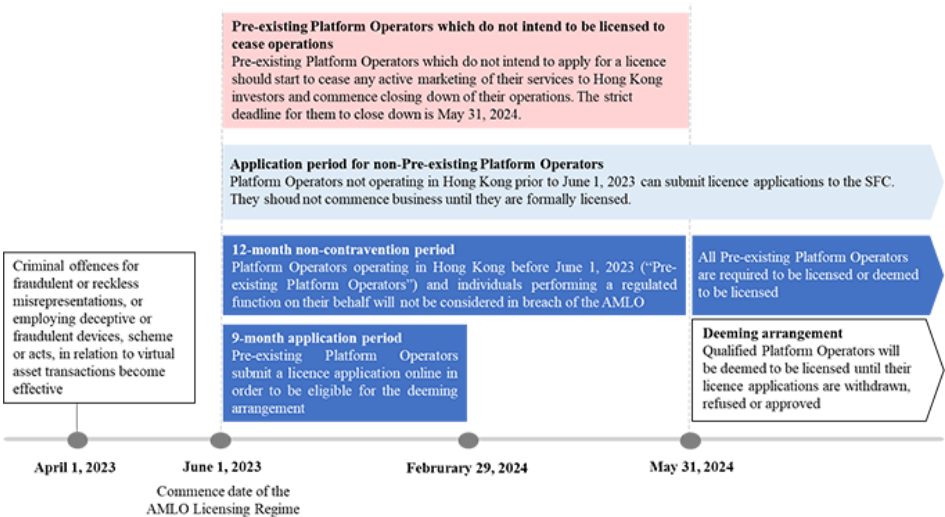 Pre-existing Platform Operators which do not intend to be licensed to
cease operations
Pre-existing Platform Operators which do not intend to apply for a licence
should start to cease any active marketing of their services to Hong Kong
investors and commence closing down of their operations. The strict
deadline for them to close down is May 31, 2024.
Application period for non-Pre-existing Platform Operators
Platform Operators not operating in Hong Kong prior to June 1, 2023 can submit licence applications to the SFC.
They shoud not commence business until they are formally licensed.
12-month non-contravention period
Platform Operators operating in Hong Kong before June 1, 2023 (“Pre-
existing Platform Operators”) and individuals performing a regulated
function on their behalf will not be considered in breach of the AMLO
All Pre-existing Platform Operators
are required to be licensed or deemed
to be licensed
Criminal offences for
fraudulent or reckless
misrepresentations, or
employing deceptive or
fraudulent devices, scheme
or acts, in relation to virtual
asset transactions become
effective
9-month application period
Pre-existing Platform Operators
submit a licence application online in
order to be eligible for the deeming
arrangement
Deeming arrangement
Qualified Platform Operators will
be deemed to be licensed until their
licence applications are withdrawn,
refused or approved
April 1, 2023
June 1, 2023
Februrary 29, 2024
May 31, 2024
Commence date of the
AMLO Licensing Regime